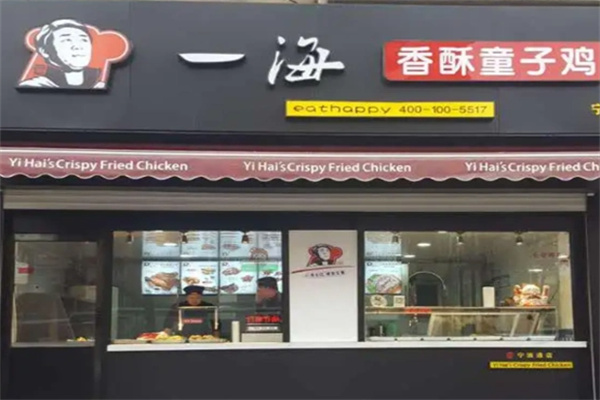 一海
香酥童子鸡
eathappy 400-100-5517
宁
Yi Hai's Crispy Fried Chicken
Yi Hai's Crispy Fried Chicken
Yi Hai's Crispy Fried Chicken
Yi Hai's Crispy Fried Chicken